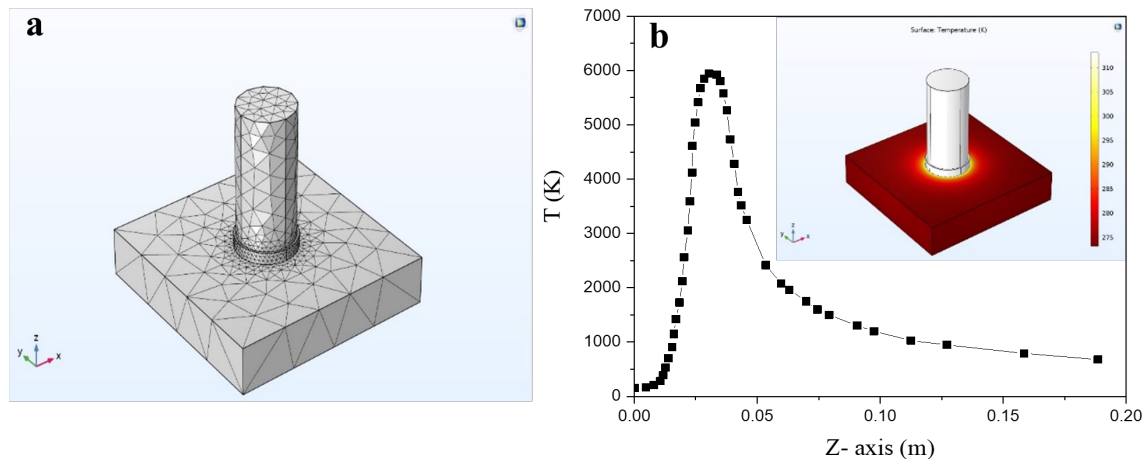 a
z
y
x
b
7000
6000
5000
4000
3000
2000
1000
0
T (K)
0.00
0.05
0.10
0.15
0.20
Z- axis (m)
Surface: Temperature (K)
310
305
300
295
290
285
280
275
z
y
x